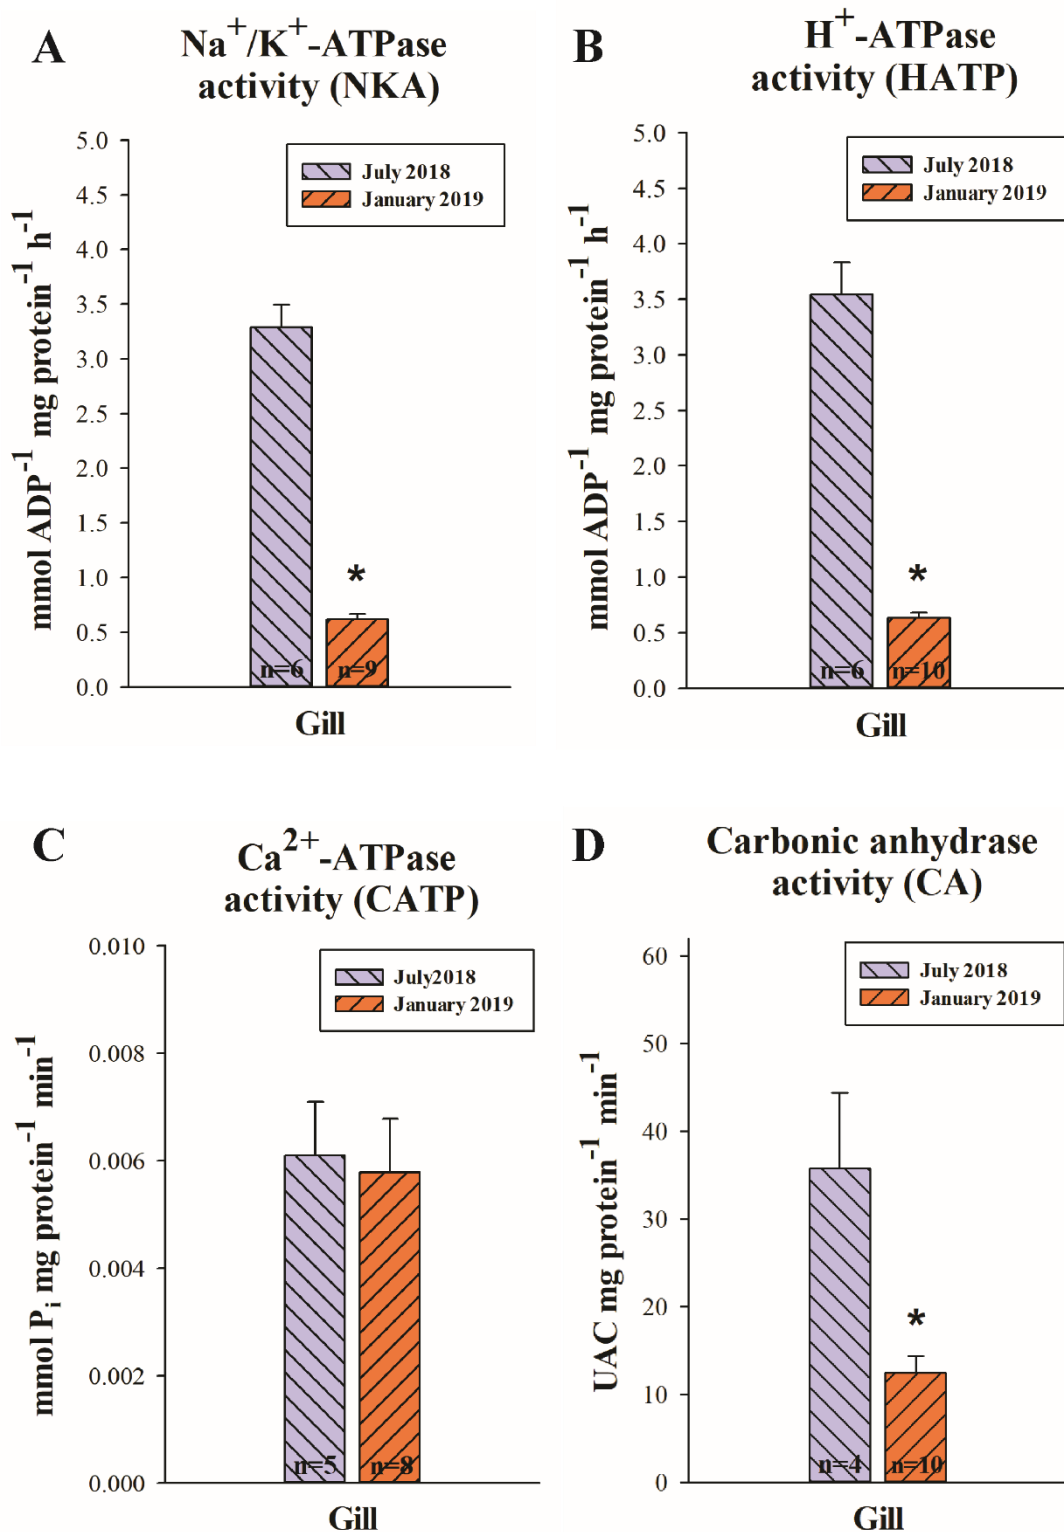 A
Na⁺/K⁺-ATPase
activity (NKA)
mmol ADP⁻¹ mg protein⁻¹ h⁻¹
5.0
4.5
4.0
3.5
3.0
2.5
2.0
1.5
1.0
0.5
0.0
July 2018
January 2019
*
n=6
n=9
Gill
B
H⁺-ATPase
activity (HATP)
mmol ADP⁻¹ mg protein⁻¹ h⁻¹
5.0
4.5
4.0
3.5
3.0
2.5
2.0
1.5
1.0
0.5
0.0
July 2018
January 2019
*
n=6
n=10
Gill
C
Ca²⁺-ATPase
activity (CATP)
mmol Pᵢ mg protein⁻¹ min⁻¹
0.010
0.008
0.006
0.004
0.002
0.000
July2018
January 2019
n=5
n=8
Gill
D
Carbonic anhydrase
activity (CA)
UAC mg protein⁻¹ min⁻¹
60
50
40
30
20
10
0
July 2018
January 2019
*
n=4
n=10
Gill